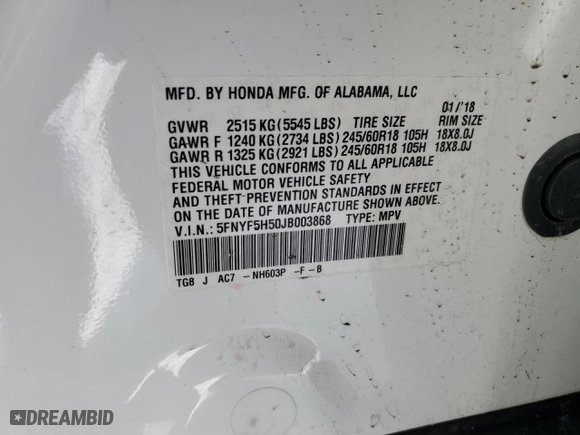 MFD. BY HONDA MFG. OF ALABAMA, LLC
01/'18
GVWR 2515 KG (5545 LBS) TIRE SIZE RIM SIZE
GAWR F 1240 KG (2734 LBS) 245/60R18 105H 18X8.0J
GAWR R 1325 KG (2921 LBS) 245/60R18 105H 18X8.0J
THIS VEHICLE CONFORMS TO ALL APPLICABLE
FEDERAL MOTOR VEHICLE SAFETY
AND THEFT PREVENTION STANDARDS IN EFFECT
ON THE DATE OF MANUFACTURE SHOWN ABOVE.
V.I.N.: 5FNYF5H50JB003868 TYPE: MPV
TG8 J AC7 -NH603P -F -B
DREAMBID